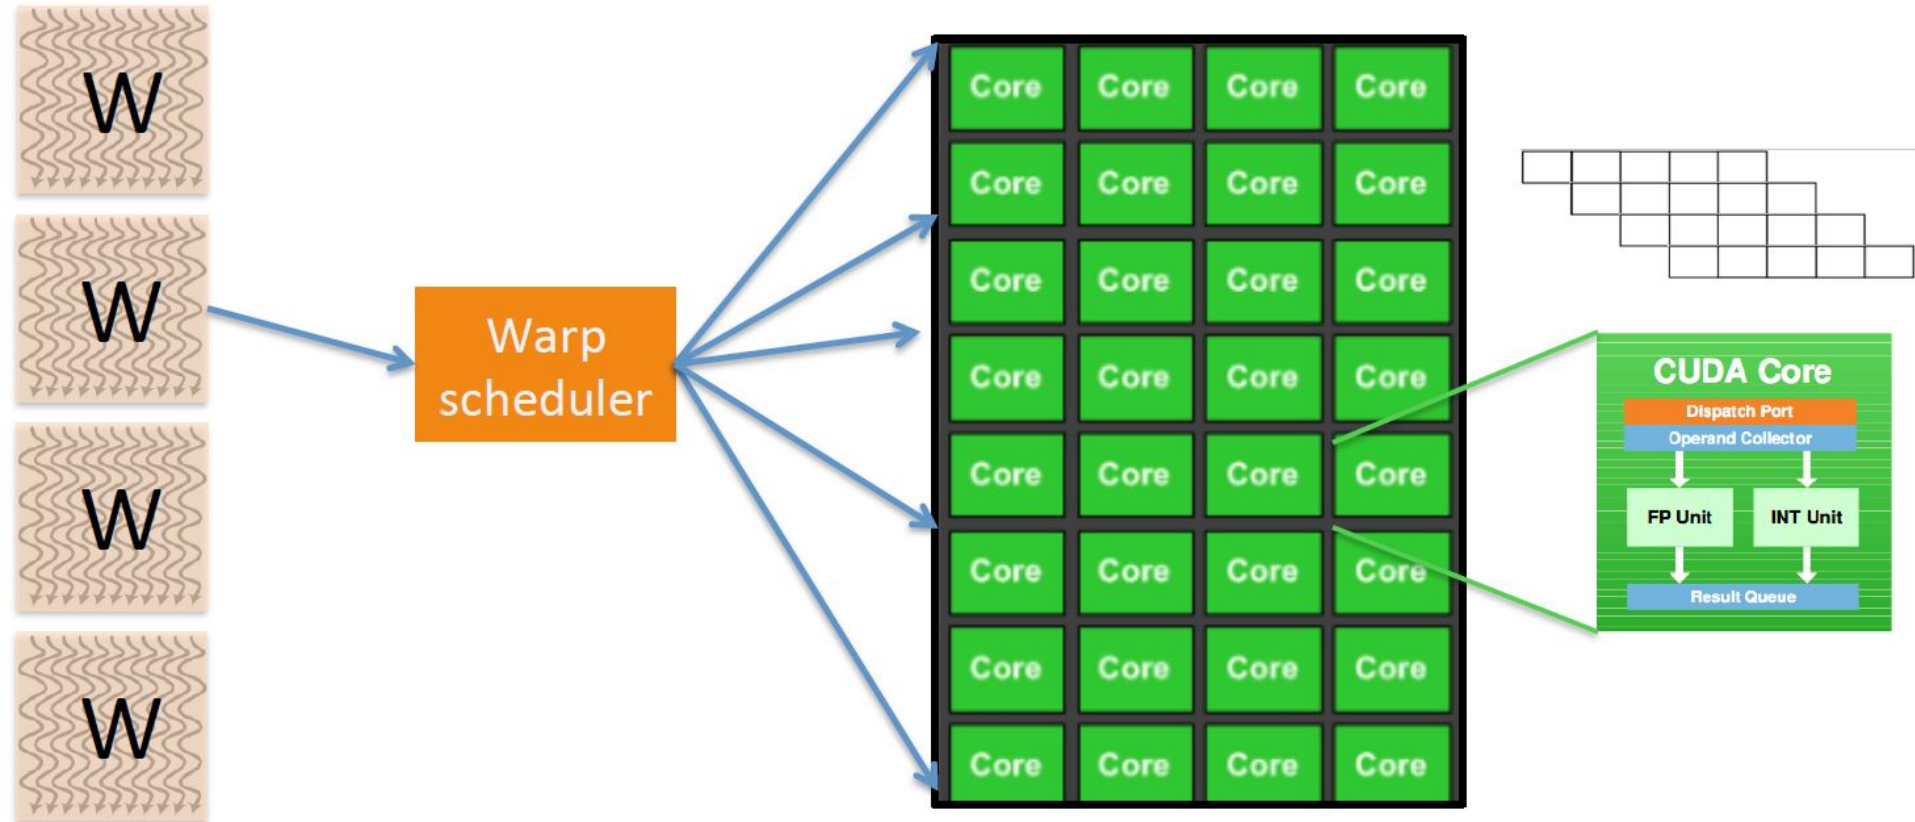 W
W
W
W
Warp
scheduler
Core Core Core Core
Core Core Core Core
Core Core Core Core
Core Core Core Core
Core Core Core Core
Core Core Core Core
Core Core Core Core
Core Core Core Core
CUDA Core
Dispatch Port
Operand Collector
FP Unit INT Unit
Result Queue